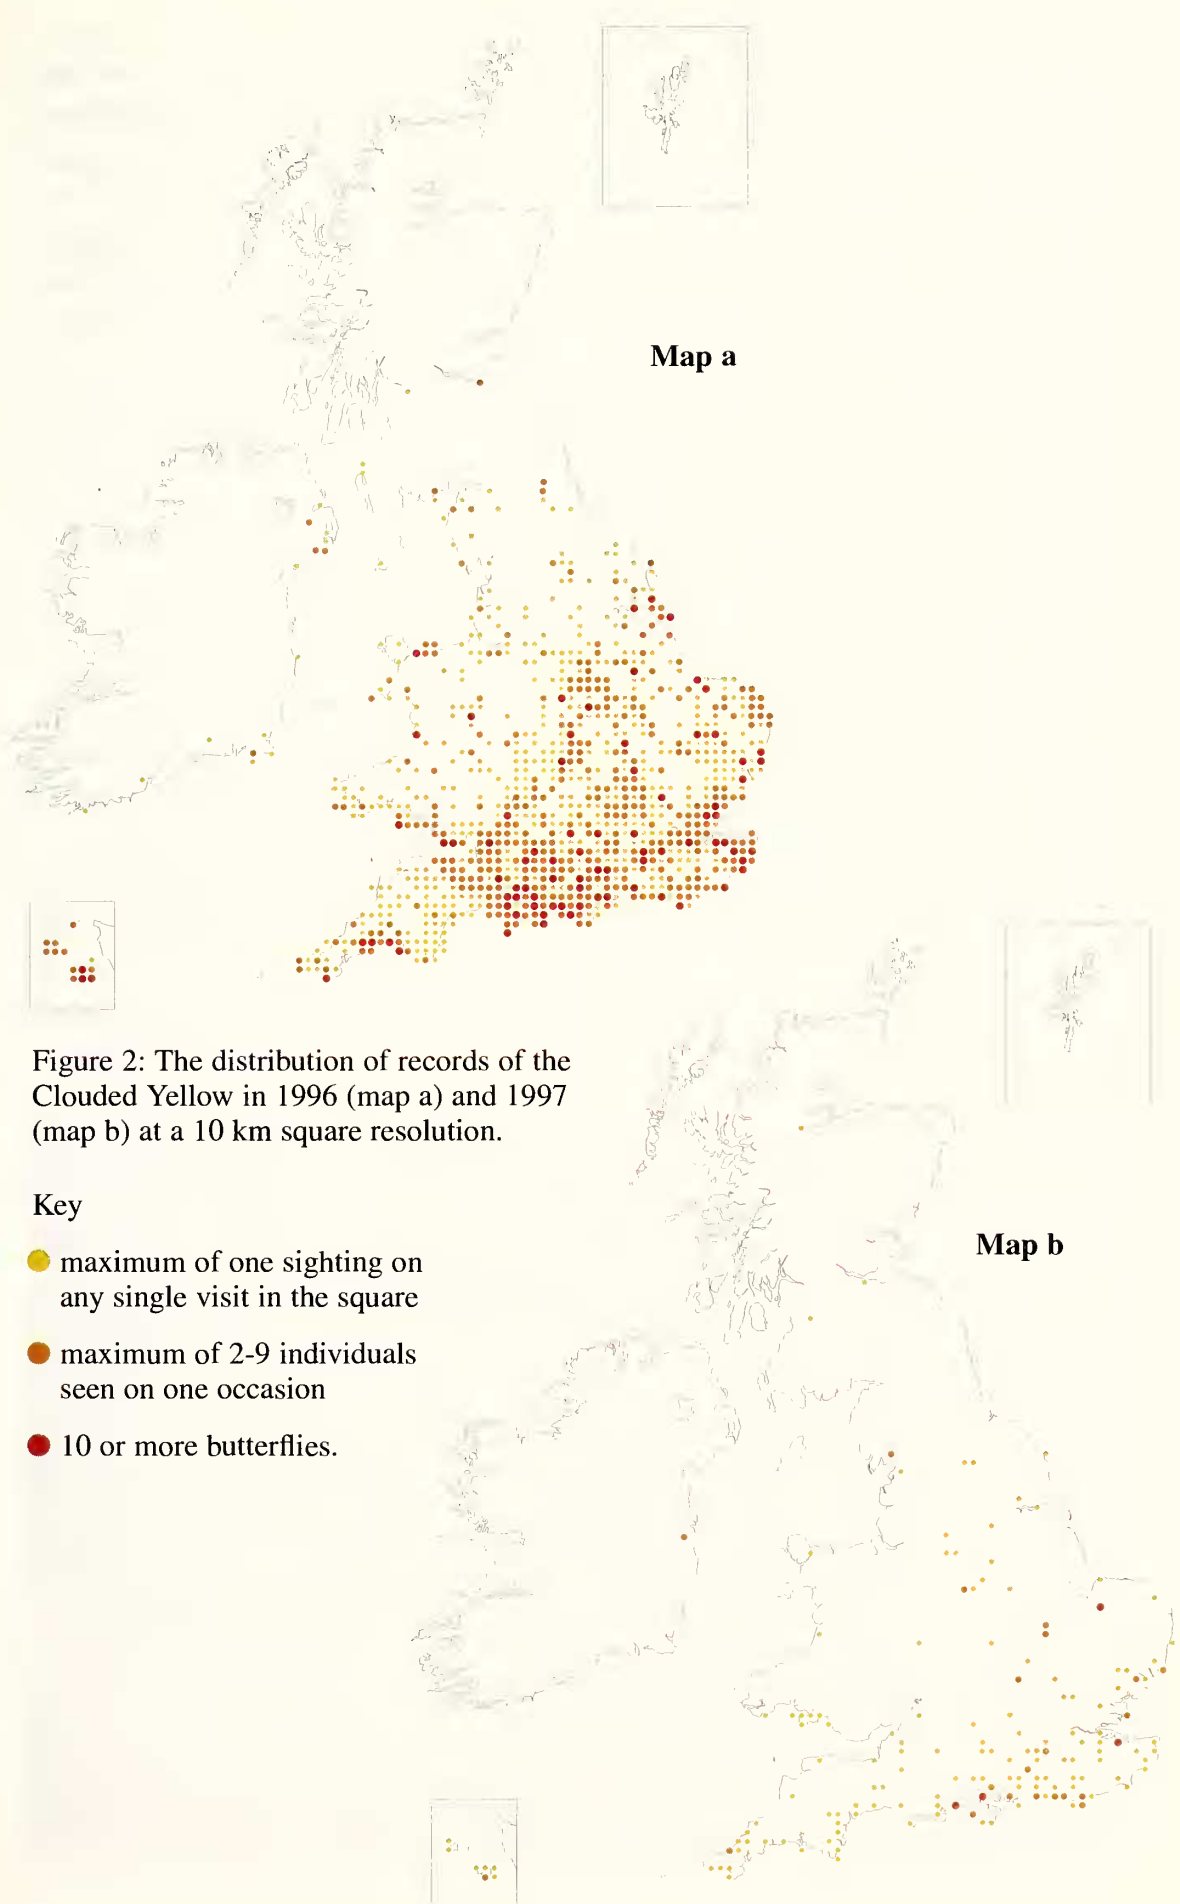 Map a
Figure 2: The distribution of records of the
Clouded Yellow in 1996 (map a) and 1997
(map b) at a 10 km square resolution.
Key
maximum of one sighting on
any single visit in the square
maximum of 2-9 individuals
seen on one occasion
10 or more butterflies.
Map b